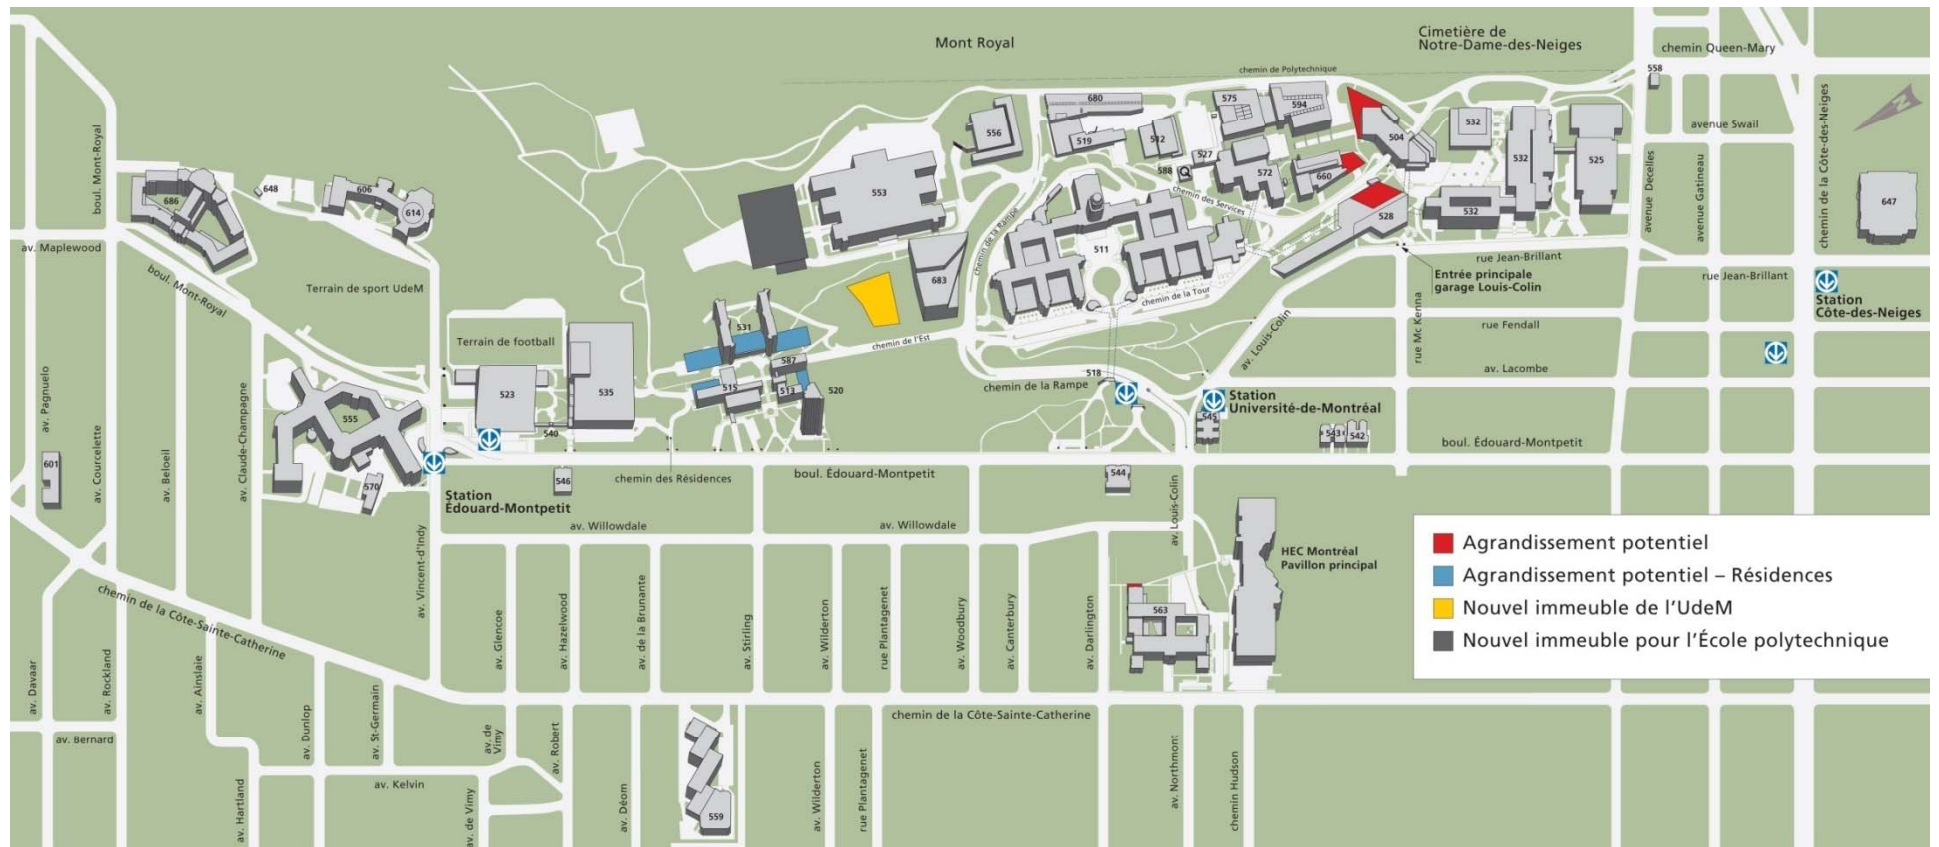 Mont Royal
Cimetière de
Notre-Dame-des-Neiges
chemin Queen-Mary
chemin de Polytechnique
558
boul. Mont-Royal
680
575
594
556
519
512
527
588
572
660
504
532
532
532
525
avenue Swail
avenue Decelles
avenue Gatineau
chemin de la Côte-des-Neiges
N
647
686
648
606
614
553
chemin de la Rampe
chemin des Services
511
528
683
av. Maplewood
boul. Mont-Royal
Terrain de sport UdeM
rue Jean-Brillant
rue Jean-Brillant
Entrée principale
garage Louis-Colin
chemin de la Tour
Station
Côte-des-Neiges
531
587
515
513
520
chemin de l'Est
Terrain de football
av. Louis-Colin
rue Mc Kenna
rue Fendall
av. Lacombe
523
535
540
518
chemin de la Rampe
Station
Université-de-Montréal
545
543
542
boul. Édouard-Montpetit
av. Pagnuelo
av. Courcelette
av. Beloeil
av. Claude-Champagne
555
601
570
546
chemin des Résidences
boul. Édouard-Montpetit
544
Station
Édouard-Montpetit
av. Willowdale
av. Willowdale
av. Louis-Colin
HEC Montréal
Pavillon principal
563
Agrandissement potentiel
Agrandissement potentiel – Résidences
Nouvel immeuble de l'UdeM
Nouvel immeuble pour l'École polytechnique
av. Vincent-d'Indy
av. Glencoe
av. Hazelwood
av. de la Brunante
av. Stirling
av. Wilderton
rue Plantagenet
av. Woodbury
av. Canterbury
av. Darlington
chemin de la Côte-Sainte-Catherine
chemin de la Côte-Sainte-Catherine
av. Davaar
av. Rockland
av. Ainslaie
av. Dunlop
av. St-Germain
av. de
Vimy
av. Robert
av. Bernard
av. Kelvin
av. Hartland
av. de Vimy
av. Déom
559
av. Wilderton
rue Plantagenet
av. Northmont
chemin Hudson